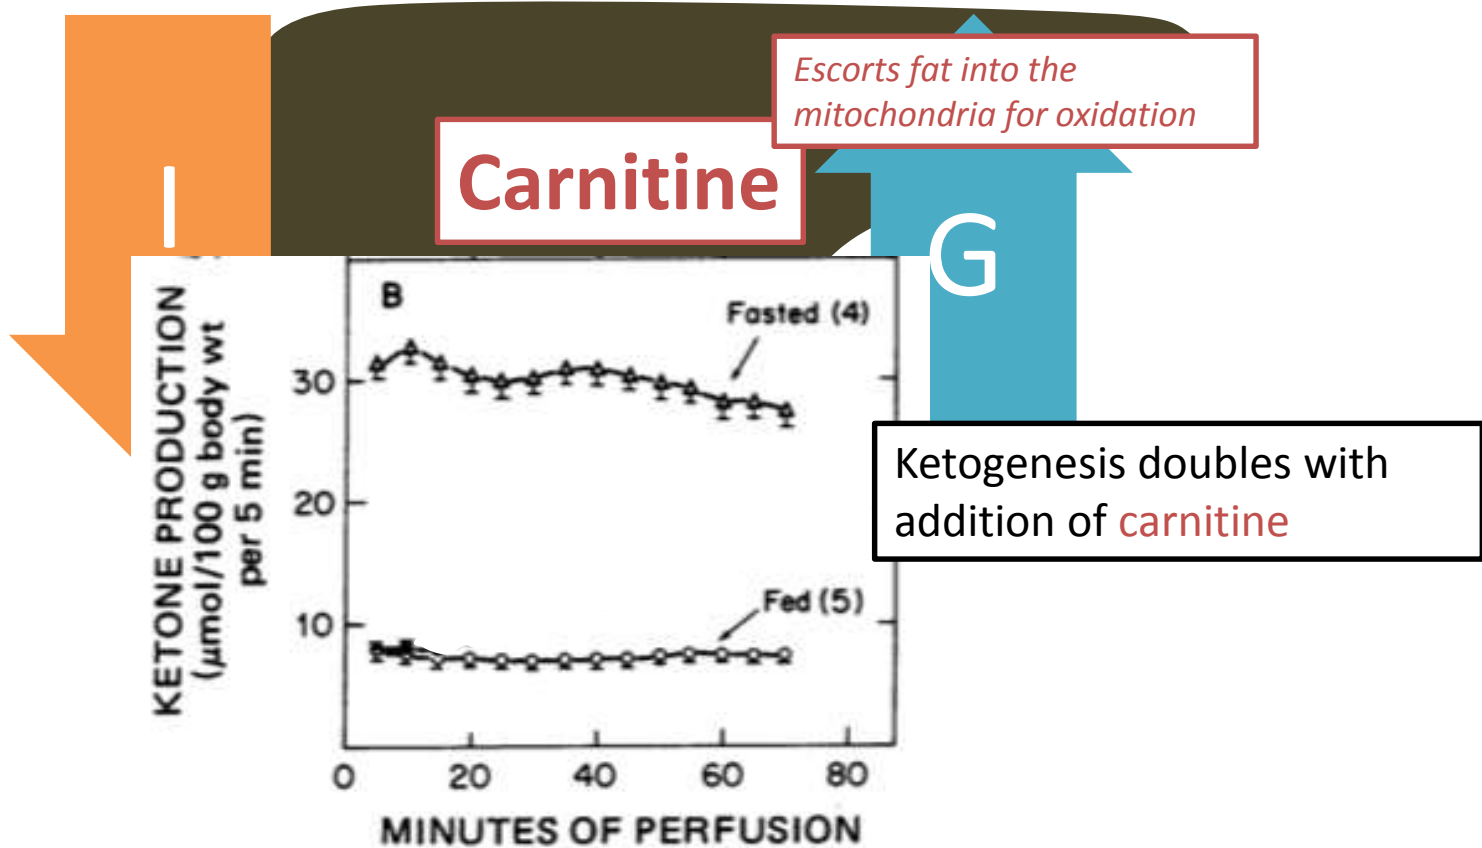 Escorts fat into the
mitochondria for oxidation
Carnitine
I
G
B
Fasted (4)
Fed (5)
KETONE PRODUCTION
(μmol/100 g body wt
per 5 min)
30
20
10
0 20 40 60 80
MINUTES OF PERFUSION
Ketogenesis doubles with
addition of carnitine